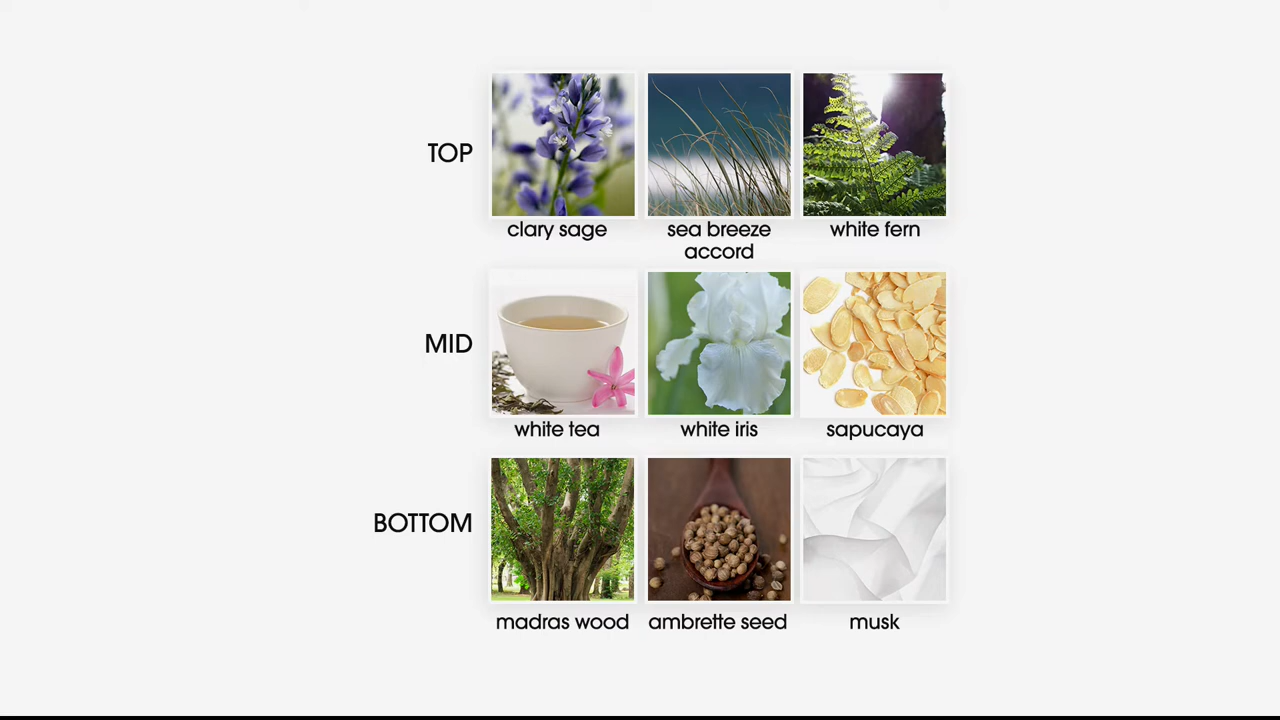 TOP
clary sage
sea breeze
accord
white fern
MID
white tea
white iris
sapucaya
BOTTOM
madras wood
ambrette seed
musk